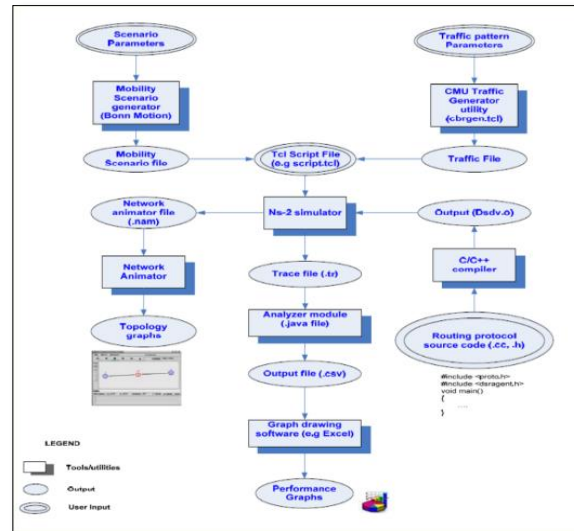 Scenario
Parameters
Traffic pattern
Parameters
Mobility
Scenario
generator
(Bonn Motion)
CMU Traffic
Generator
utility
(cbrgen.tcl)
Mobility
Scenario file
Tcl Script File
(e.g script.tcl)
Traffic File
Network
animator file
(.nam)
Ns-2 simulator
Output (Dsdv.o)
Network
Animator
Trace file (.tr)
C/C++
compiler
Topology
graphs
Analyzer module
(.java file)
Routing protocol
source code (.cc, .h)
Output file (.csv)
#include <proto.h>
#include <dsragent.h>
void main()
{
....
}
Graph drawing
software (e.g Excel)
Performance
Graphs
LEGEND
Tools/utilities
Output
User Input